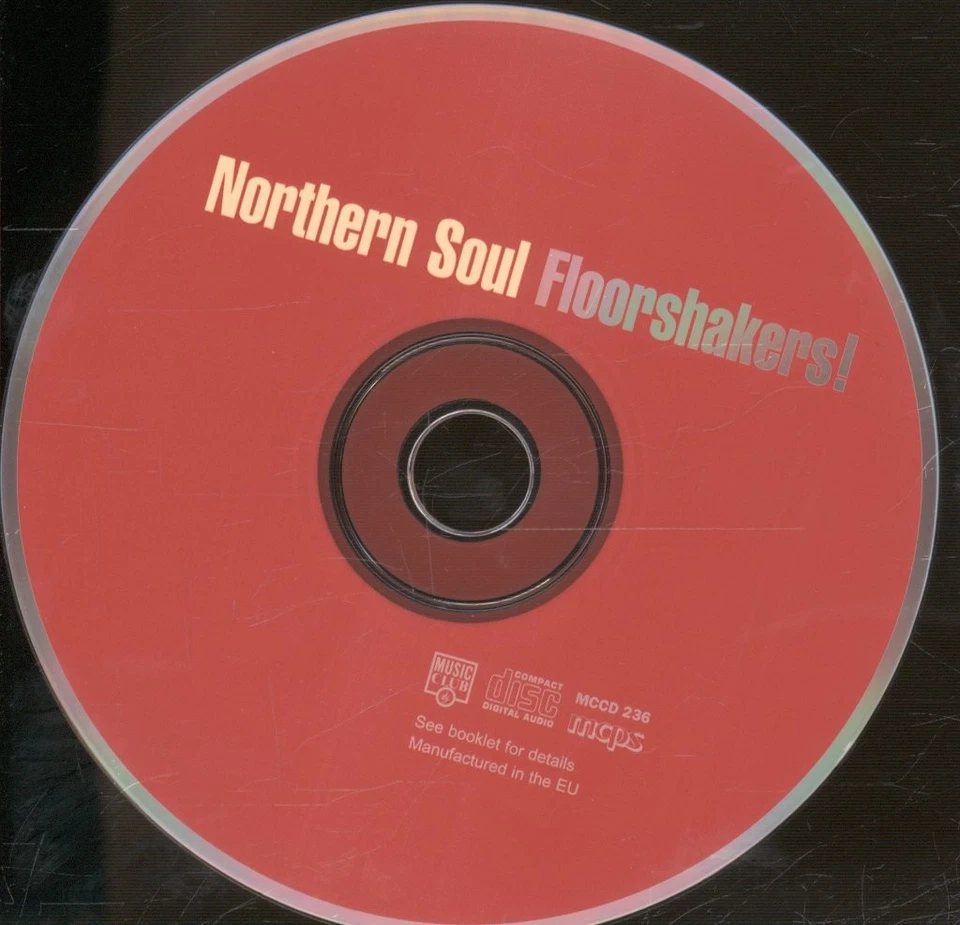 Northern Soul Floorshakers!
MUSIC
CLUB
COMPACT
disc
DIGITAL AUDIO
MCCD 236
mcps
See booklet for details
Manufactured in the EU